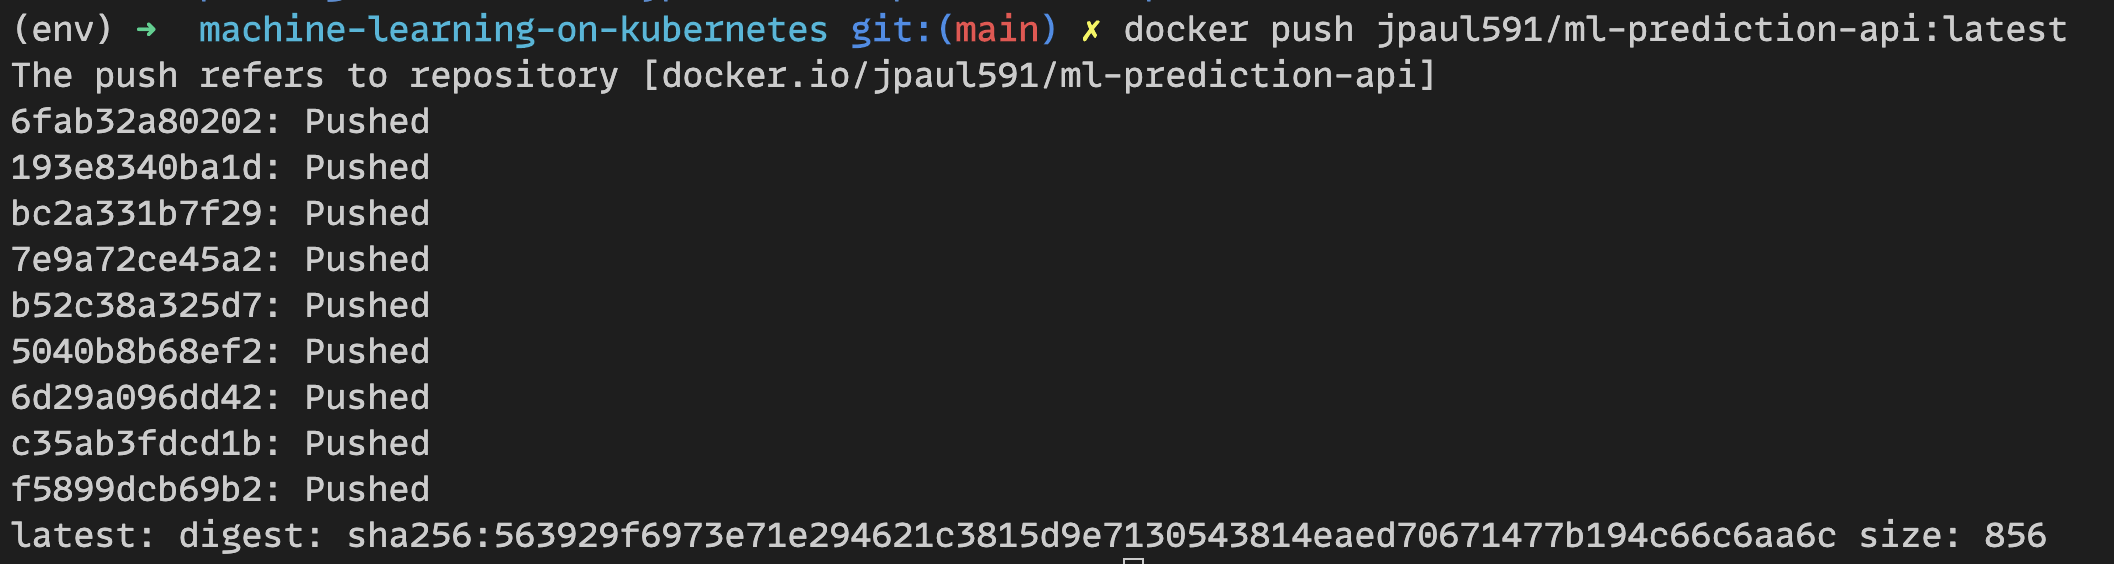 (env) ➜  machine-learning-on-kubernetes git:(main) ✗ docker push jpaul591/ml-prediction-api:latest
The push refers to repository [docker.io/jpaul591/ml-prediction-api]
6fab32a80202: Pushed
193e8340ba1d: Pushed
bc2a331b7f29: Pushed
7e9a72ce45a2: Pushed
b52c38a325d7: Pushed
5040b8b68ef2: Pushed
6d29a096dd42: Pushed
c35ab3fdcd1b: Pushed
f5899dcb69b2: Pushed
latest: digest: sha256:563929f6973e71e294621c3815d9e7130543814eaed70671477b194c66c6aa6c size: 856